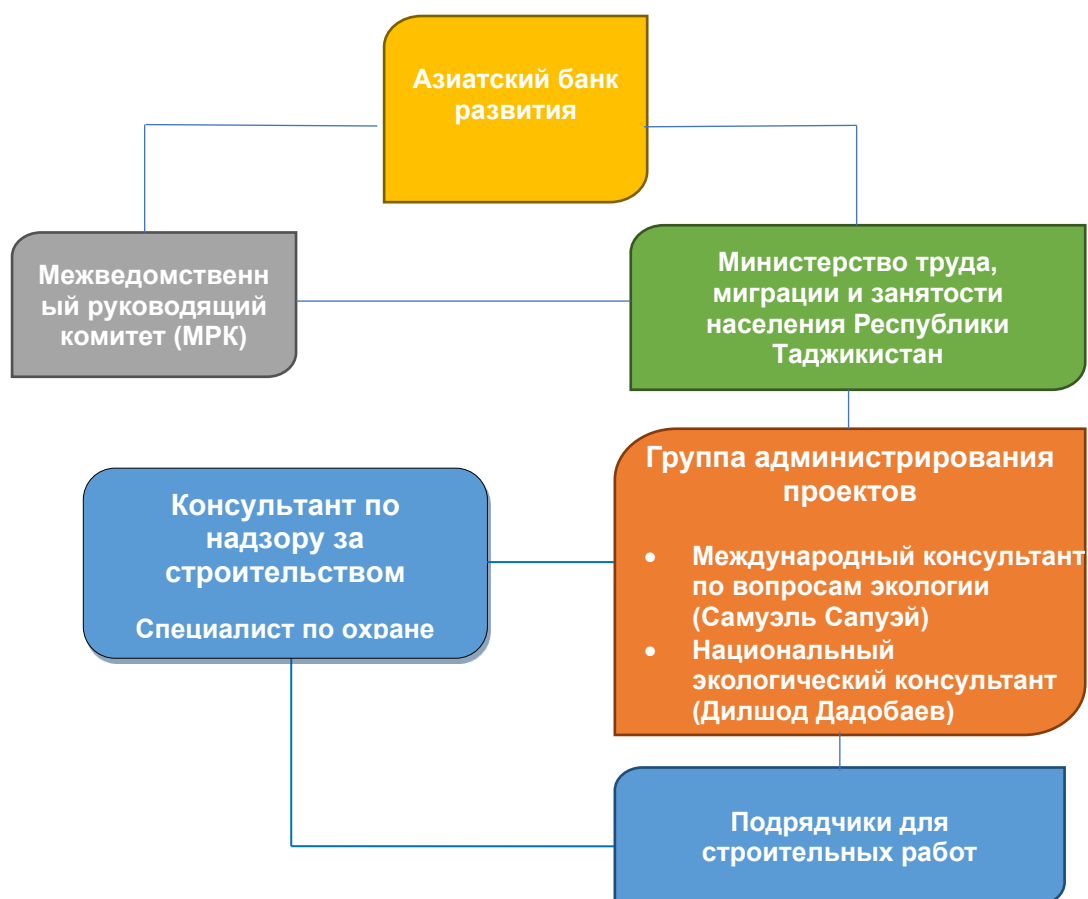 Азиатский банк
развития
Межведомственн
ый руководящий
комитет (МРК)
Министерство труда,
миграции и занятости
населения Республики
Таджикистан
Группа администрирования
проектов
• Международный консультант
по вопросам экологии
(Самуэль Сапуэй)
• Национальный
экологический консультант
(Дилшод Дадобаев)
Консультант по
надзору за
строительством
Специалист по охране
Подрядчики для
строительных работ